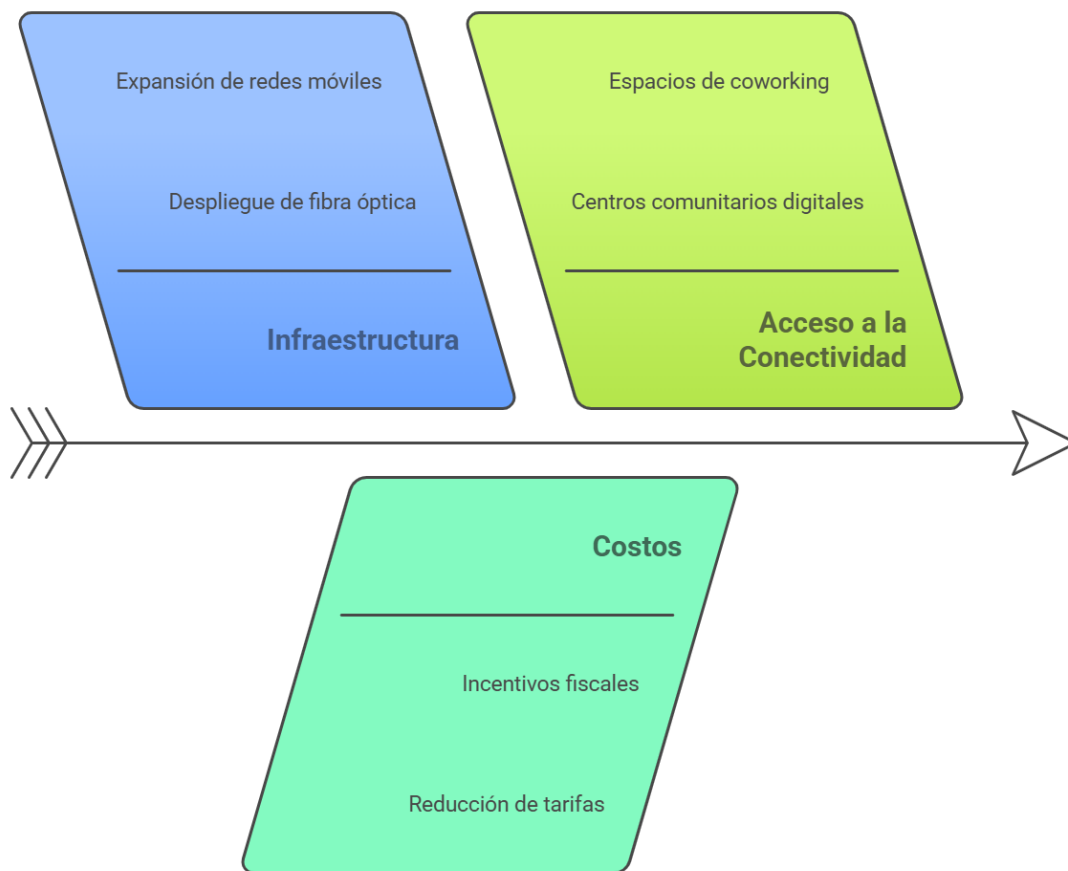 Expansión de redes móviles
Despliegue de fibra óptica
Infraestructura
Espacios de coworking
Centros comunitarios digitales
Acceso a la
Conectividad
Costos
Incentivos fiscales
Reducción de tarifas